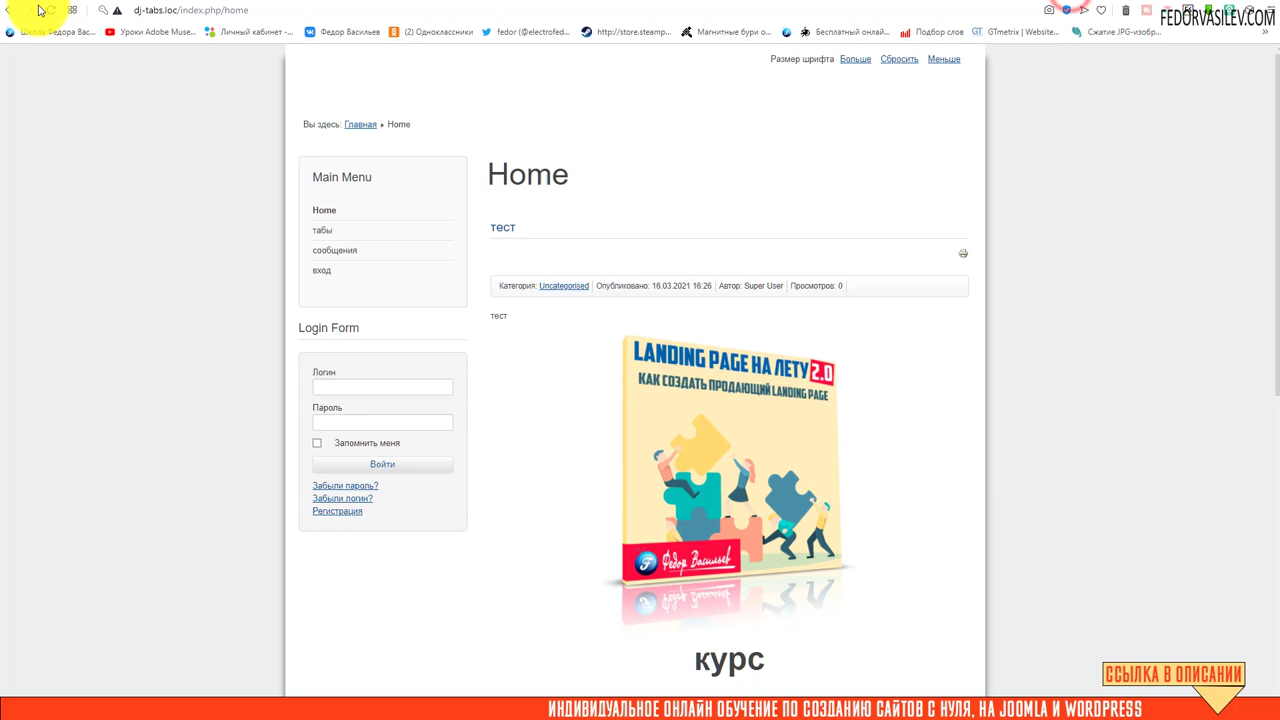 dj-tabs.loc/index.php/home
FEDORVASILEV.COM
Школа Федора Вас...
Уроки Adobe Muse...
Личный кабинет -...
Федор Васильев
(2) Одноклассники
fedor (@electrofed...
http://store.steamp...
Магнитные бури о...
Бесплатный онлай...
Подбор слов
GTmetrix | Website...
Сжатие JPG-изобр...
Размер шрифта Больше Сбросить Меньше
Вы здесь: Главная Home
Main Menu
Home
табы
сообщения
вход
Login Form
Логин
Пароль
Запомнить меня
Войти
Забыли пароль?
Забыли логин?
Регистрация
Home
тест
Категория: Uncategorised Опубликовано: 16.03.2021 16:26 Автор: Super User Просмотров: 0
тест
LANDING PAGE НА ЛЕТУ 2.0
КАК СОЗДАТЬ ПРОДАЮЩИЙ LANDING PAGE
Федор Васильев
курс
ССЫЛКА В ОПИСАНИИ
ИНДИВИДУАЛЬНОЕ ОНЛАЙН ОБУЧЕНИЕ ПО СОЗДАНИЮ САЙТОВ С НУЛЯ, НА JOOMLA И WORDPRESS